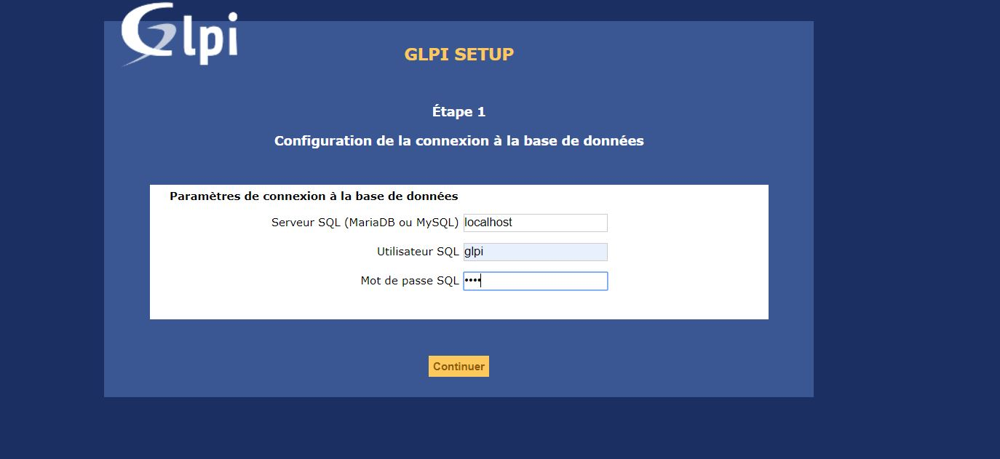 Glpi
GLPI SETUP
Étape 1
Configuration de la connexion à la base de données
Paramètres de connexion à la base de données
Serveur SQL (MariaDB ou MySQL) localhost
Utilisateur SQL glpi
Mot de passe SQL ••••
Continuer